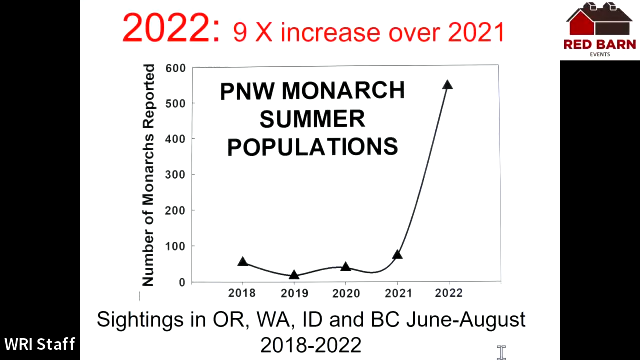 2022: 9 X increase over 2021
RED BARN
EVENTS
Number of Monarchs Reported
600
500
400
300
200
100
0
PNW MONARCH
SUMMER
POPULATIONS
2018 2019 2020 2021 2022
Sightings in OR, WA, ID and BC June-August
2018-2022
WRI Staff